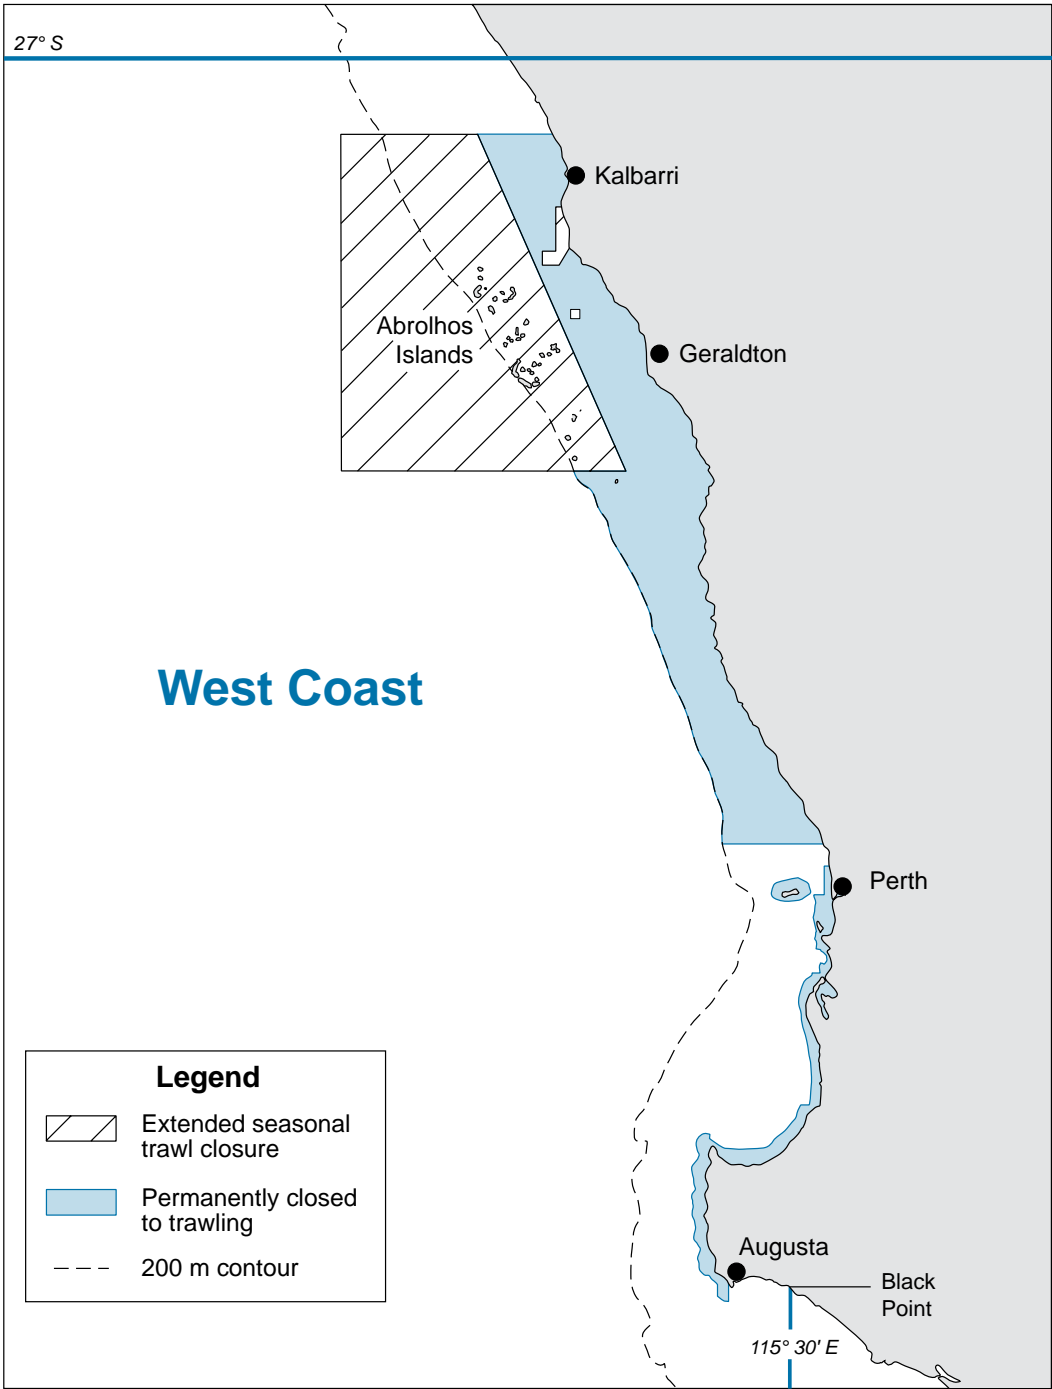 27° S
Kalbarri
Abrolhos
Islands
Geraldton
West Coast
Perth
Legend
Extended seasonal
trawl closure
Permanently closed
to trawling
200 m contour
Augusta
Black
Point
115° 30' E